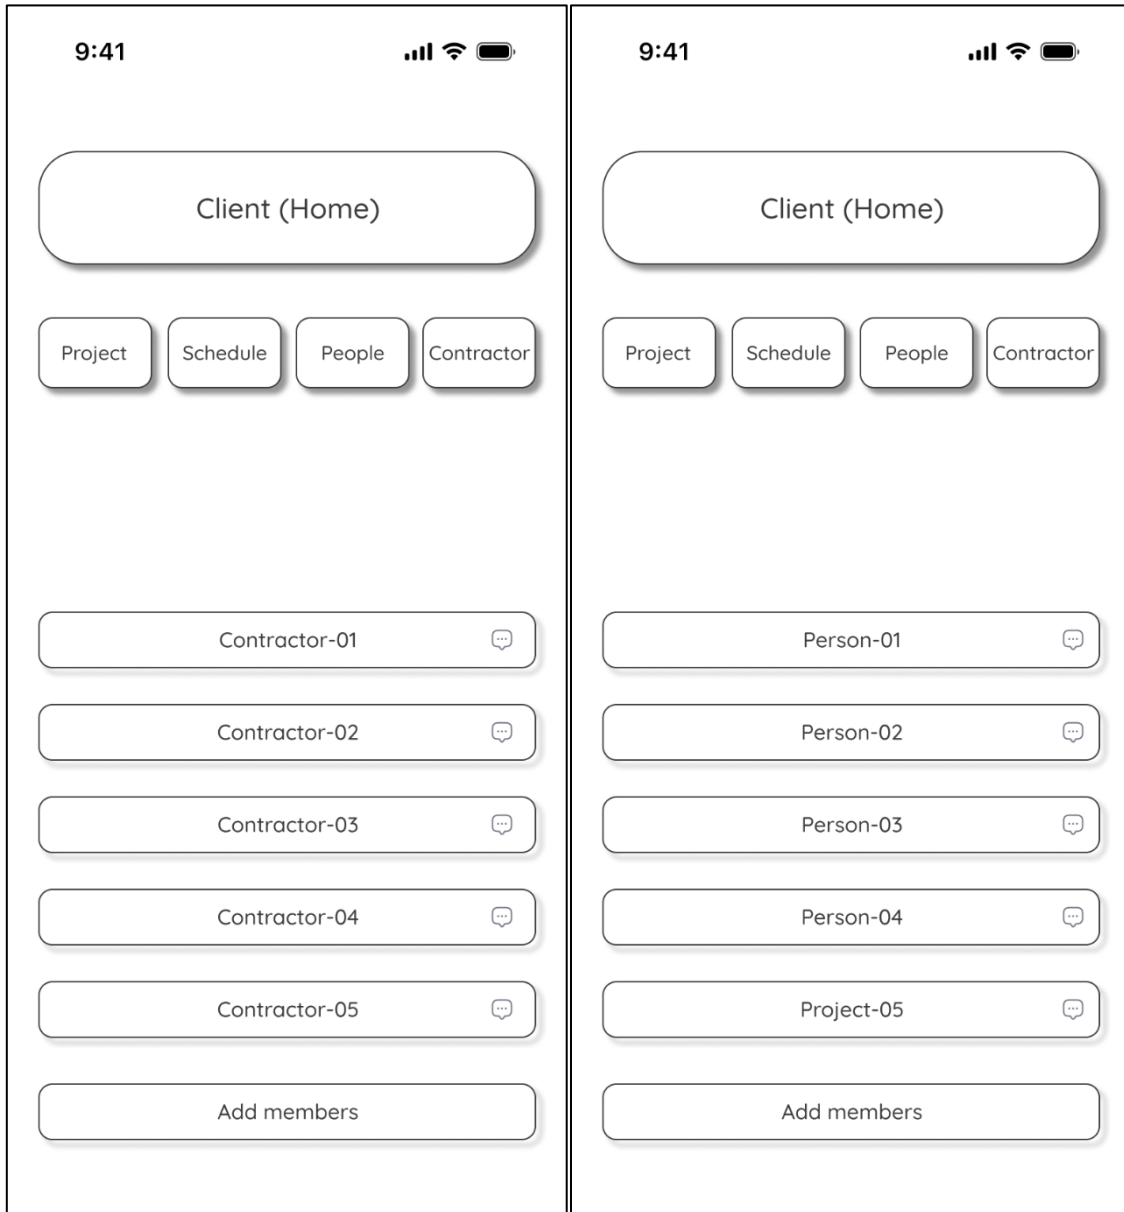 9:41
Client (Home)
Project Schedule People Contractor
Contractor-01
Contractor-02
Contractor-03
Contractor-04
Contractor-05
Add members
9:41
Client (Home)
Project Schedule People Contractor
Person-01
Person-02
Person-03
Person-04
Project-05
Add members